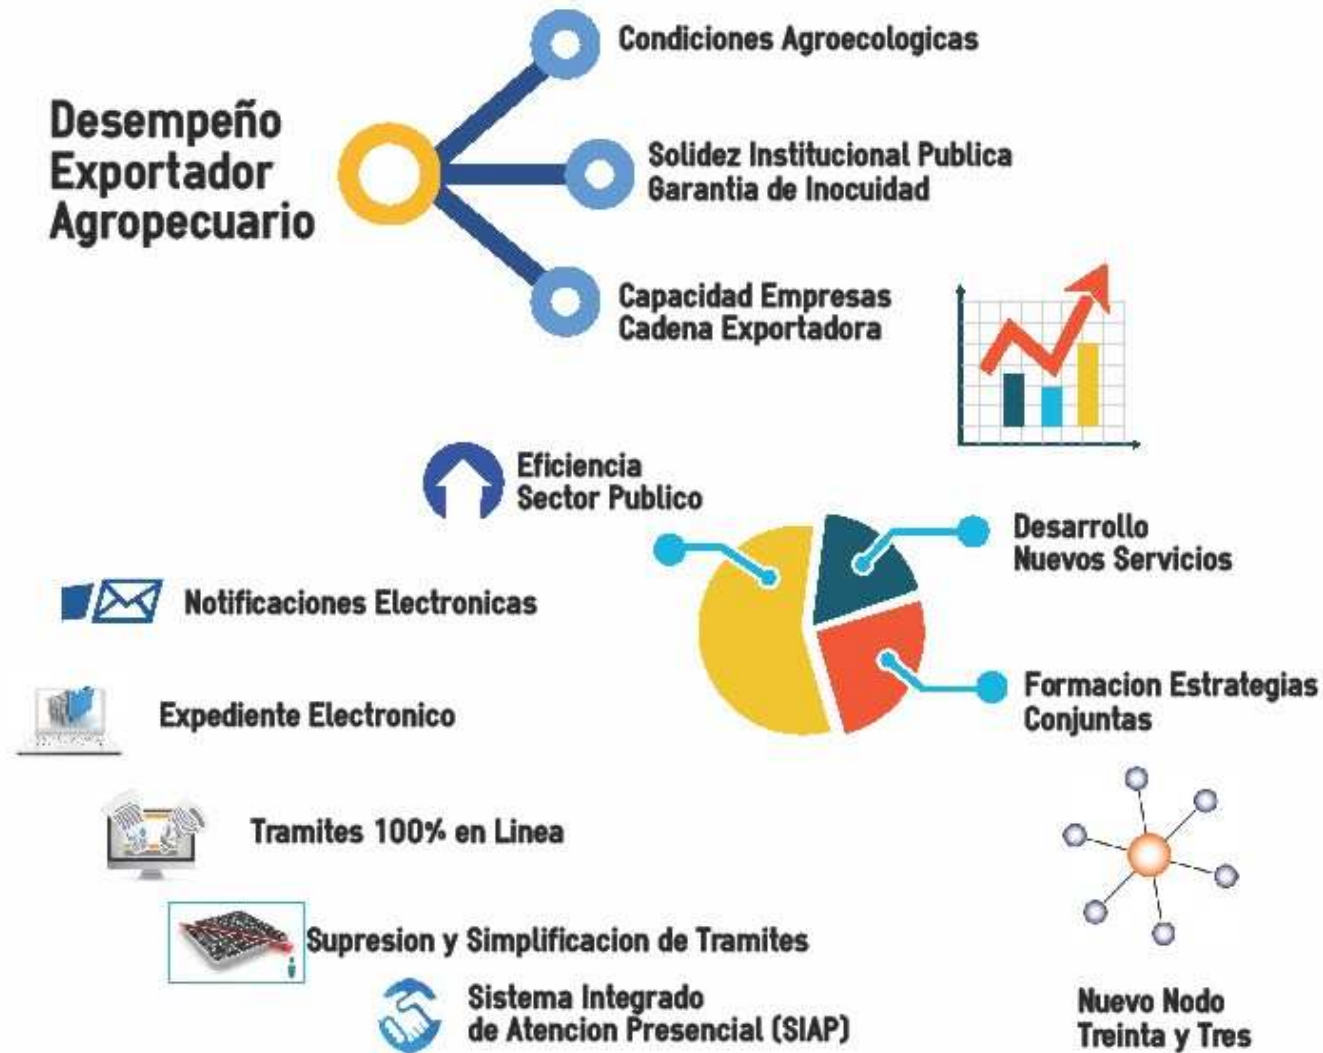 Desempeño
Exportador
Agropecuario
Condiciones Agroecologicas
Solidez Institucional Publica
Garantia de Inocuidad
Capacidad Empresas
Cadena Exportadora
Eficiencia
Sector Publico
Desarrollo
Nuevos Servicios
Notificaciones Electronicas
Formacion Estrategias
Conjuntas
Expediente Electronico
Tramites 100% en Linea
Supresion y Simplificacion de Tramites
Sistema Integrado
de Atencion Presencial (SIAP)
Nuevo Nodo
Treinta y Tres